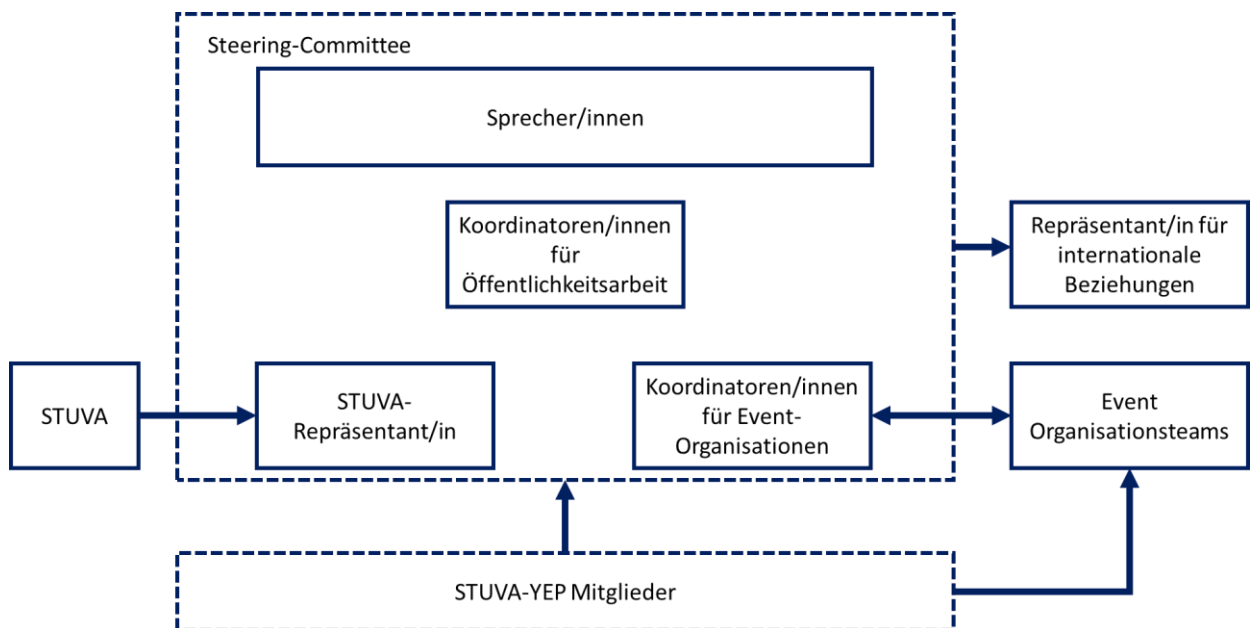 Steering-Committee
Sprecher/innen
Koordinatoren/innen
für
Öffentlichkeitsarbeit
Repräsentant/in für
internationale
Beziehungen
STUVA
STUVA-
Repräsentant/in
Koordinatoren/innen
für Event-
Organisationen
Event
Organisationsteams
STUVA-YEP Mitglieder